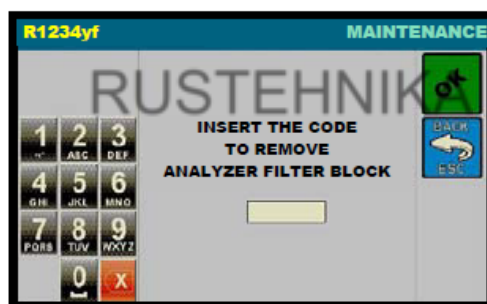 R1234yf MAINTENANCE
RUSTEHNIKA
OK
INSERT THE CODE
TO REMOVE
ANALYZER FILTER BLOCK
BACK
ESC
1 2 3
ABC DEF
4 5 6
GHI JKL MNO
7 8 9
PQRS TUV WXYZ
0 X